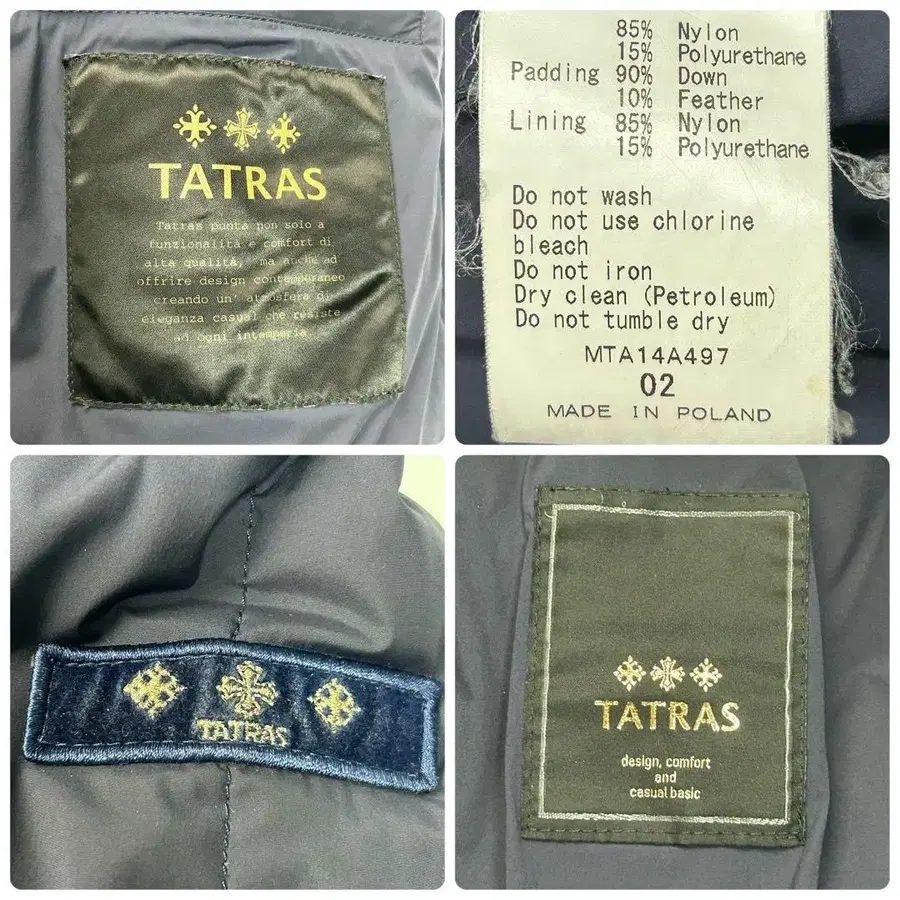 TATRAS
Tatras punta non solo a
funzionalità e comfort di
alta qualità, ma anche ad
offrire design contemporaneo
creando un' atmosfera di
eleganza casual che resiste
ad ogni intemperia.
85% Nylon
15% Polyurethane
Padding 90% Down
10% Feather
Lining 85% Nylon
15% Polyurethane
Do not wash
Do not use chlorine
bleach
Do not iron
Dry clean (Petroleum)
Do not tumble dry
MTA14A497
02
MADE IN POLAND
TATRAS
TATRAS
design, comfort
and
casual basic